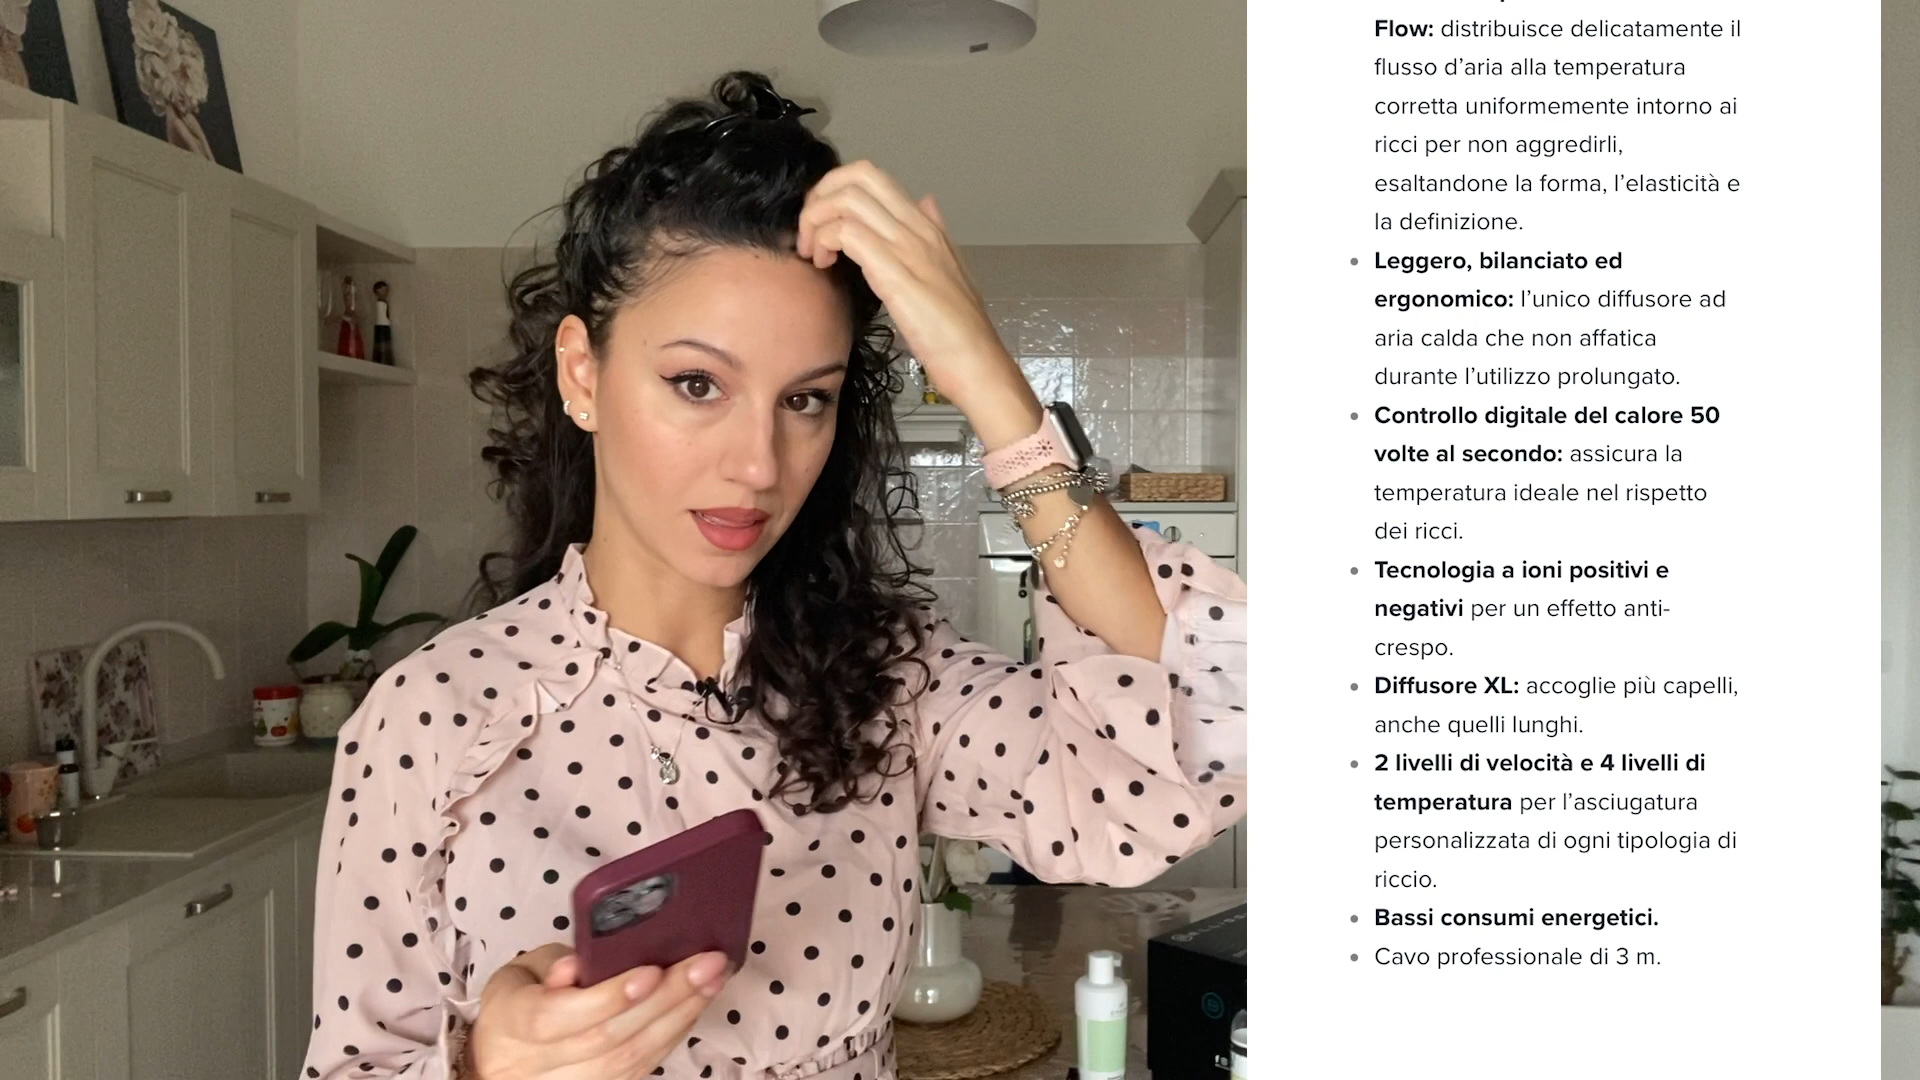 Flow: distribuisce delicatamente il
flusso d’aria alla temperatura
corretta uniformemente intorno ai
ricci per non aggredirli,
esaltandone la forma, l’elasticità e
la definizione.
Leggero, bilanciato ed
ergonomico: l’unico diffusore ad
aria calda che non affatica
durante l’utilizzo prolungato.
Controllo digitale del calore 50
volte al secondo: assicura la
temperatura ideale nel rispetto
dei ricci.
Tecnologia a ioni positivi e
negativi per un effetto anti-
crespo.
Diffusore XL: accoglie più capelli,
anche quelli lunghi.
2 livelli di velocità e 4 livelli di
temperatura per l’asciugatura
personalizzata di ogni tipologia di
riccio.
Bassi consumi energetici.
Cavo professionale di 3 m.